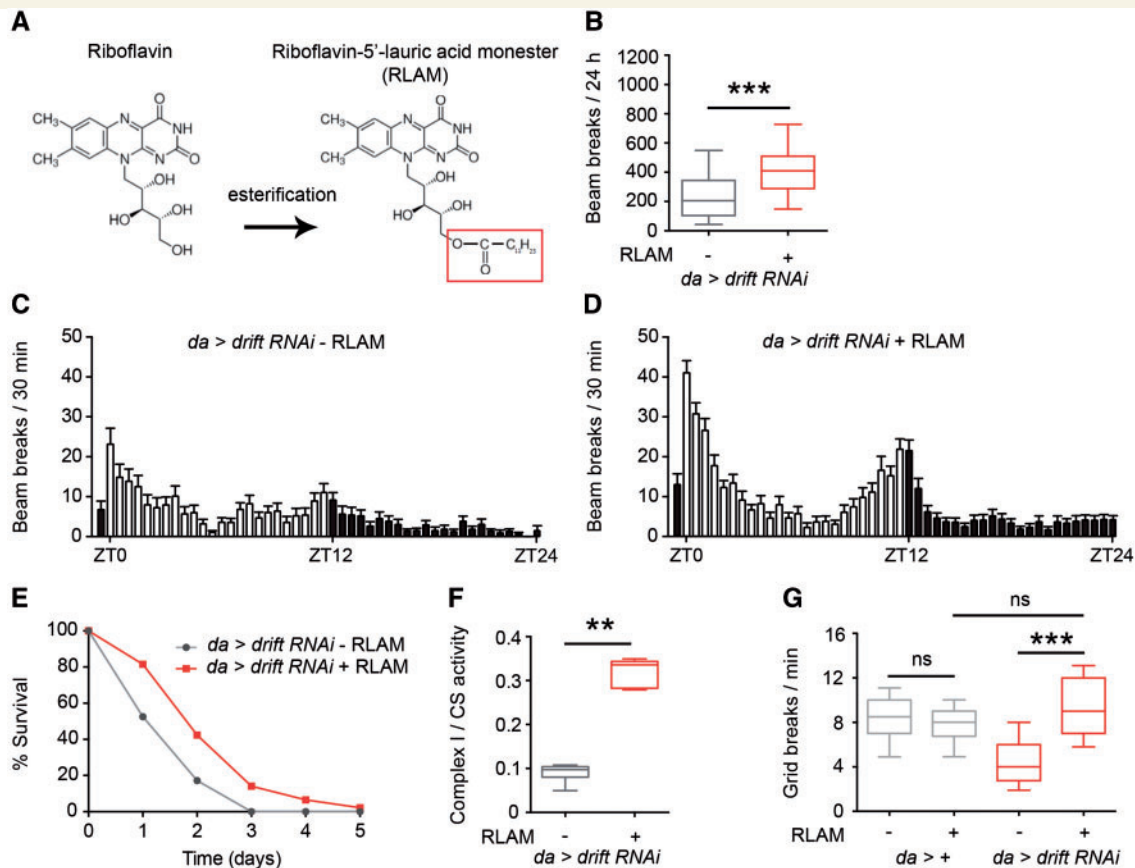 A
Riboflavin
Riboflavin-5'-lauric acid monester
(RLAM)
esterification
CH₃
CH₃
N
N
O
NH
N
N
O
OH
HO
OH
OH
CH₃
CH₃
N
N
O
NH
N
N
O
OH
HO
OH
O—C—C₁₁H₂₃
O
B
Beam breaks / 24 h
1200
1000
800
600
400
200
0
***
RLAM - +
da > drift RNAi
C
Beam breaks / 30 min
50
40
30
20
10
0
da > drift RNAi - RLAM
ZT0 ZT12 ZT24
D
Beam breaks / 30 min
50
40
30
20
10
0
da > drift RNAi + RLAM
ZT0 ZT12 ZT24
E
% Survival
100
80
60
40
20
0
da > drift RNAi - RLAM
da > drift RNAi + RLAM
0 1 2 3 4 5
Time (days)
F
Complex I / CS activity
0.4
0.3
0.2
0.1
0
**
RLAM - +
da > drift RNAi
G
Grid breaks / min
16
12
8
4
0
ns
ns
***
RLAM - + - +
da > + da > drift RNAi